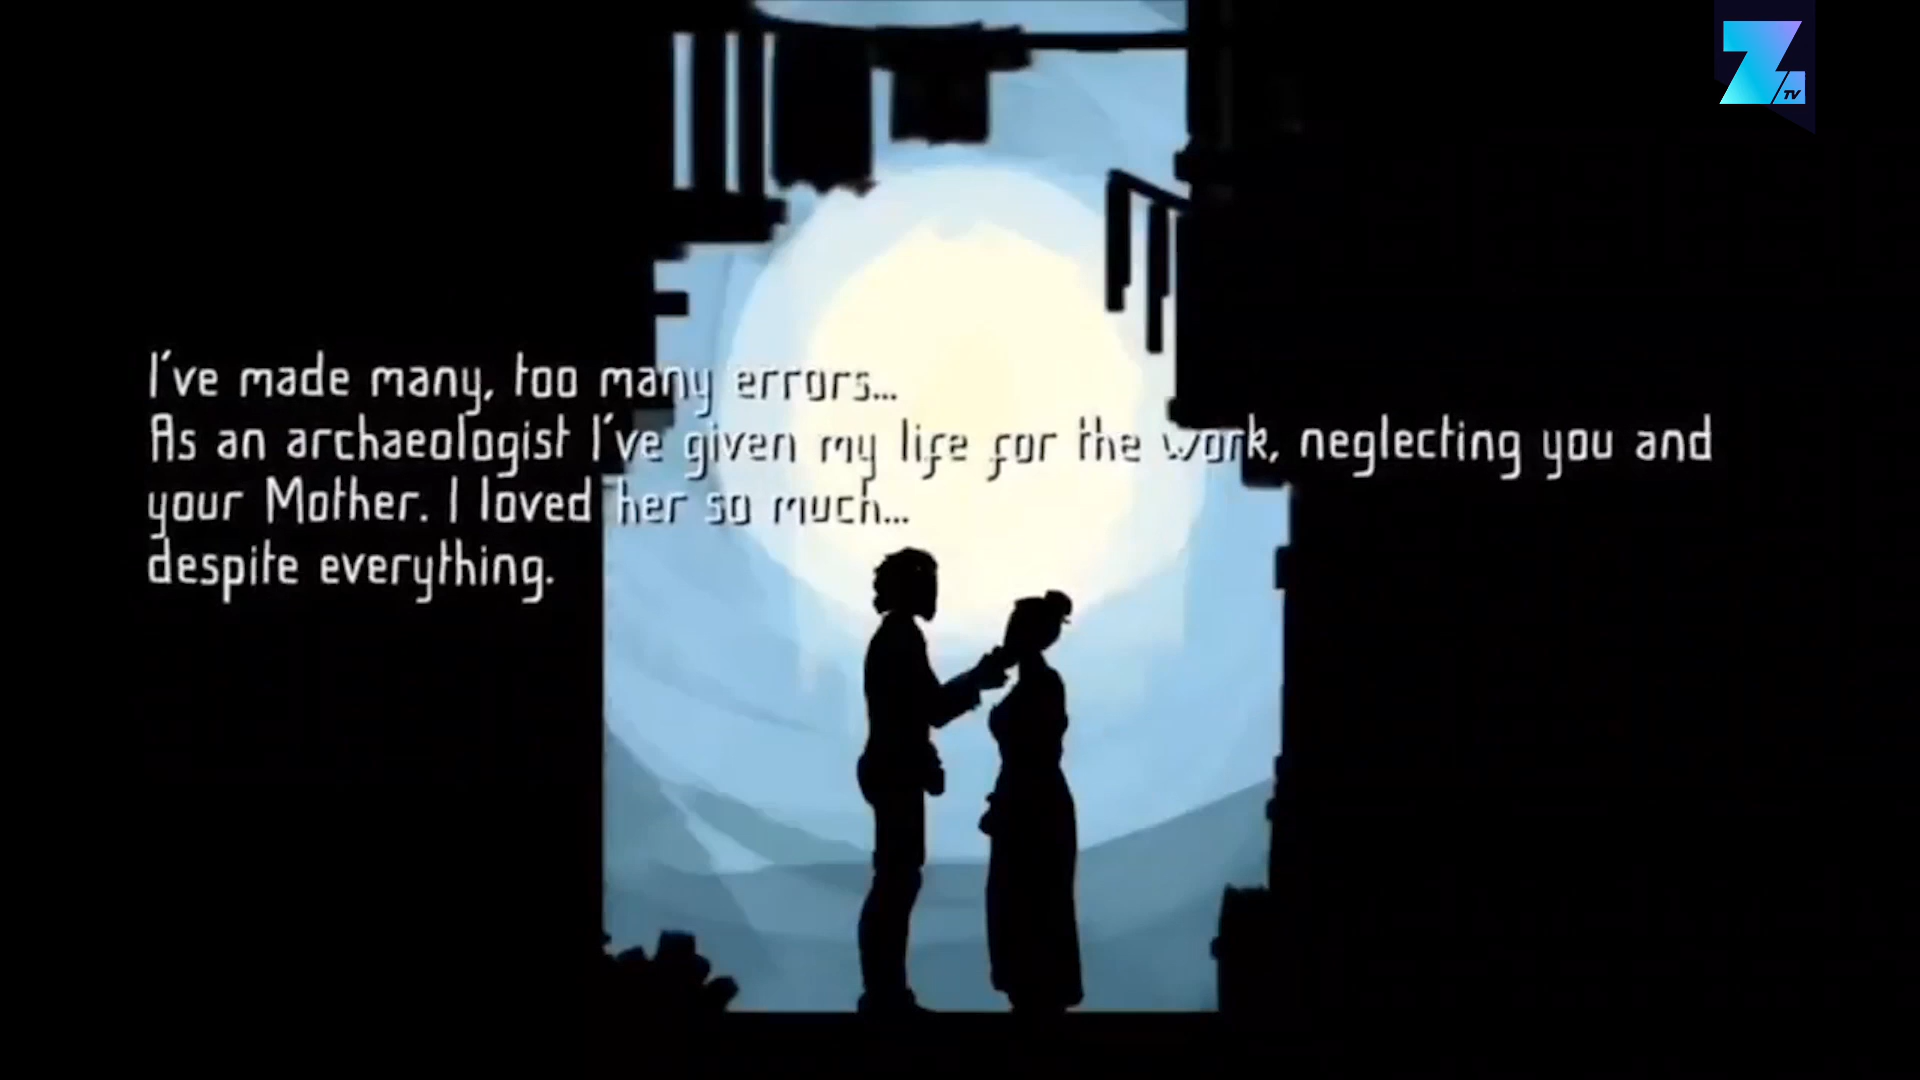 I've made many, too many errors...
As an archaeologist I've given my life for the work, neglecting you and
your Mother. I loved her so much...
despite everything.
Z TV